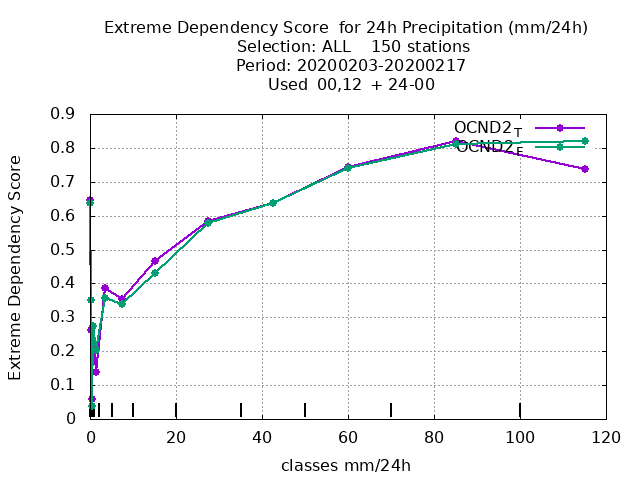 Extreme Dependency Score  for 24h Precipitation (mm/24h)
Selection: ALL    150 stations
Period: 20200203-20200217
Used  00,12  + 24-00
Extreme Dependency Score
0.9
0.8
0.7
0.6
0.5
0.4
0.3
0.2
0.1
0
OCND2_T
OCND2_F
0 20 40 60 80 100 120
classes mm/24h